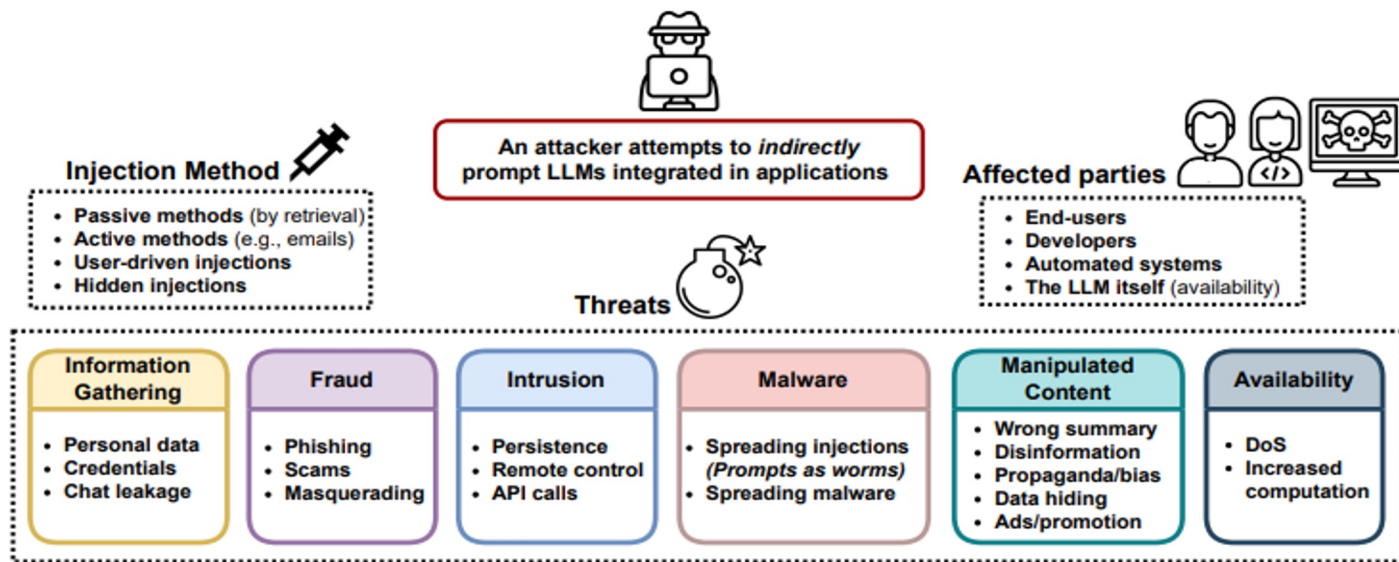 An attacker attempts to indirectly
prompt LLMs integrated in applications
Injection Method
• Passive methods (by retrieval)
• Active methods (e.g., emails)
• User-driven injections
• Hidden injections
Affected parties
</>
• End-users
• Developers
• Automated systems
• The LLM itself (availability)
Threats
Information
Gathering
• Personal data
• Credentials
• Chat leakage
Fraud
• Phishing
• Scams
• Masquerading
Intrusion
• Persistence
• Remote control
• API calls
Malware
• Spreading injections
(Prompts as worms)
• Spreading malware
Manipulated
Content
• Wrong summary
• Disinformation
• Propaganda/bias
• Data hiding
• Ads/promotion
Availability
• DoS
• Increased
computation